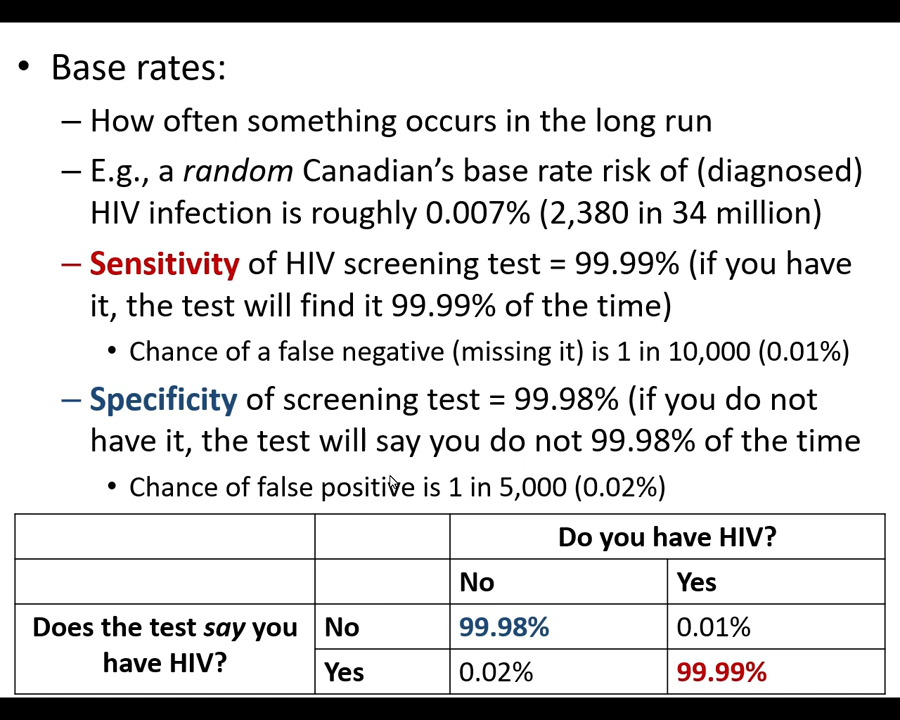 • Base rates:
– How often something occurs in the long run
– E.g., a random Canadian's base rate risk of (diagnosed)
HIV infection is roughly 0.007% (2,380 in 34 million)
– Sensitivity of HIV screening test = 99.99% (if you have
it, the test will find it 99.99% of the time)
• Chance of a false negative (missing it) is 1 in 10,000 (0.01%)
– Specificity of screening test = 99.98% (if you do not
have it, the test will say you do not 99.98% of the time
• Chance of false positive is 1 in 5,000 (0.02%)
Do you have HIV?
No Yes
Does the test say you
have HIV?
No 99.98% 0.01%
Yes 0.02% 99.99%